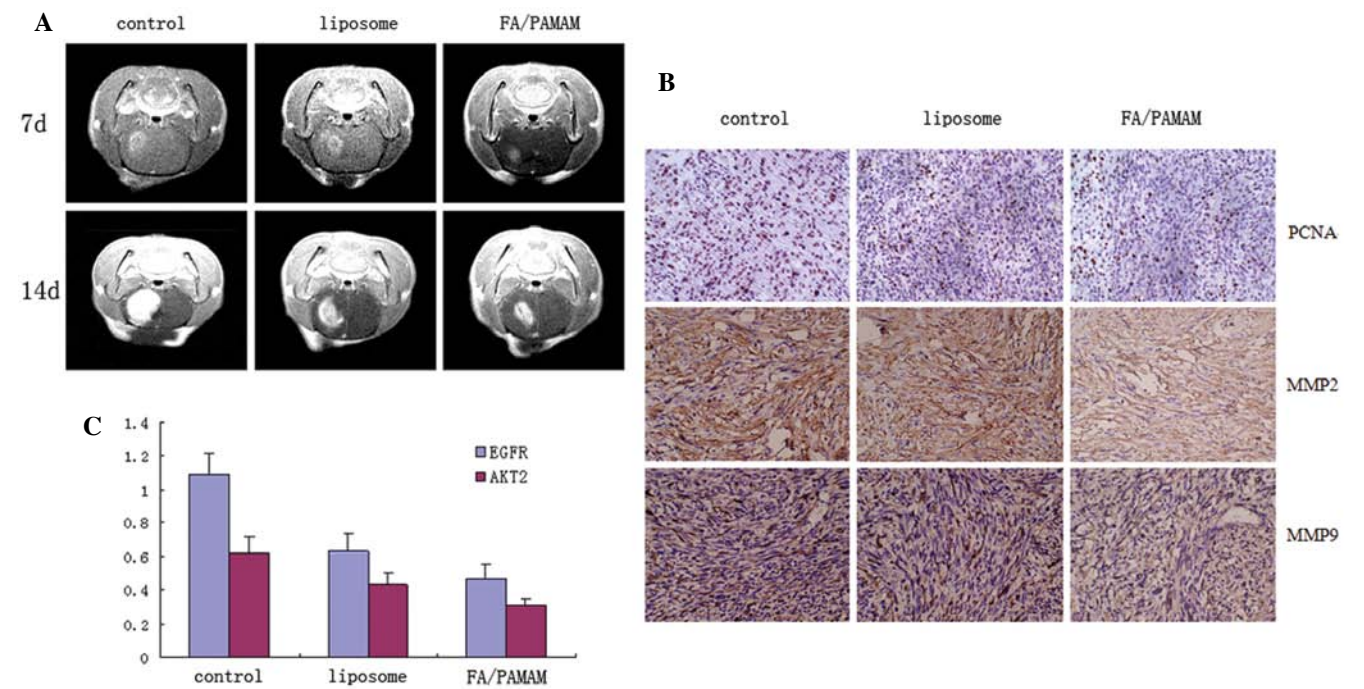 A
control liposome FA/PAMAM
7d
14d
B
control liposome FA/PAMAM
PCNA
MMP2
MMP9
C
1.4
1.2
1
0.8
0.6
0.4
0.2
0
EGFR
AKT2
control liposome FA/PAMAM